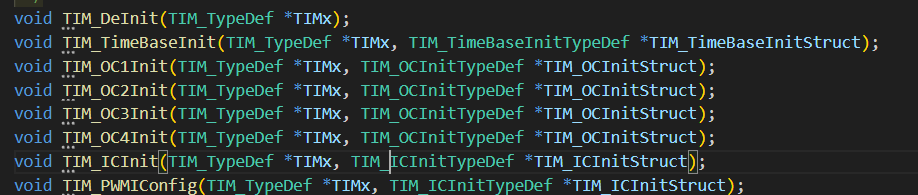 void TIM_DeInit(TIM_TypeDef *TIMx);
void TIM_TimeBaseInit(TIM_TypeDef *TIMx, TIM_TimeBaseInitTypeDef *TIM_TimeBaseInitStruct);
void TIM_OC1Init(TIM_TypeDef *TIMx, TIM_OCInitTypeDef *TIM_OCInitStruct);
void TIM_OC2Init(TIM_TypeDef *TIMx, TIM_OCInitTypeDef *TIM_OCInitStruct);
void TIM_OC3Init(TIM_TypeDef *TIMx, TIM_OCInitTypeDef *TIM_OCInitStruct);
void TIM_OC4Init(TIM_TypeDef *TIMx, TIM_OCInitTypeDef *TIM_OCInitStruct);
void TIM_ICInit(TIM_TypeDef *TIMx, TIM_ICInitTypeDef *TIM_ICInitStruct);
void TIM_PWMIConfig(TIM_TypeDef *TIMx, TIM_ICInitTypeDef *TIM_ICInitStruct);